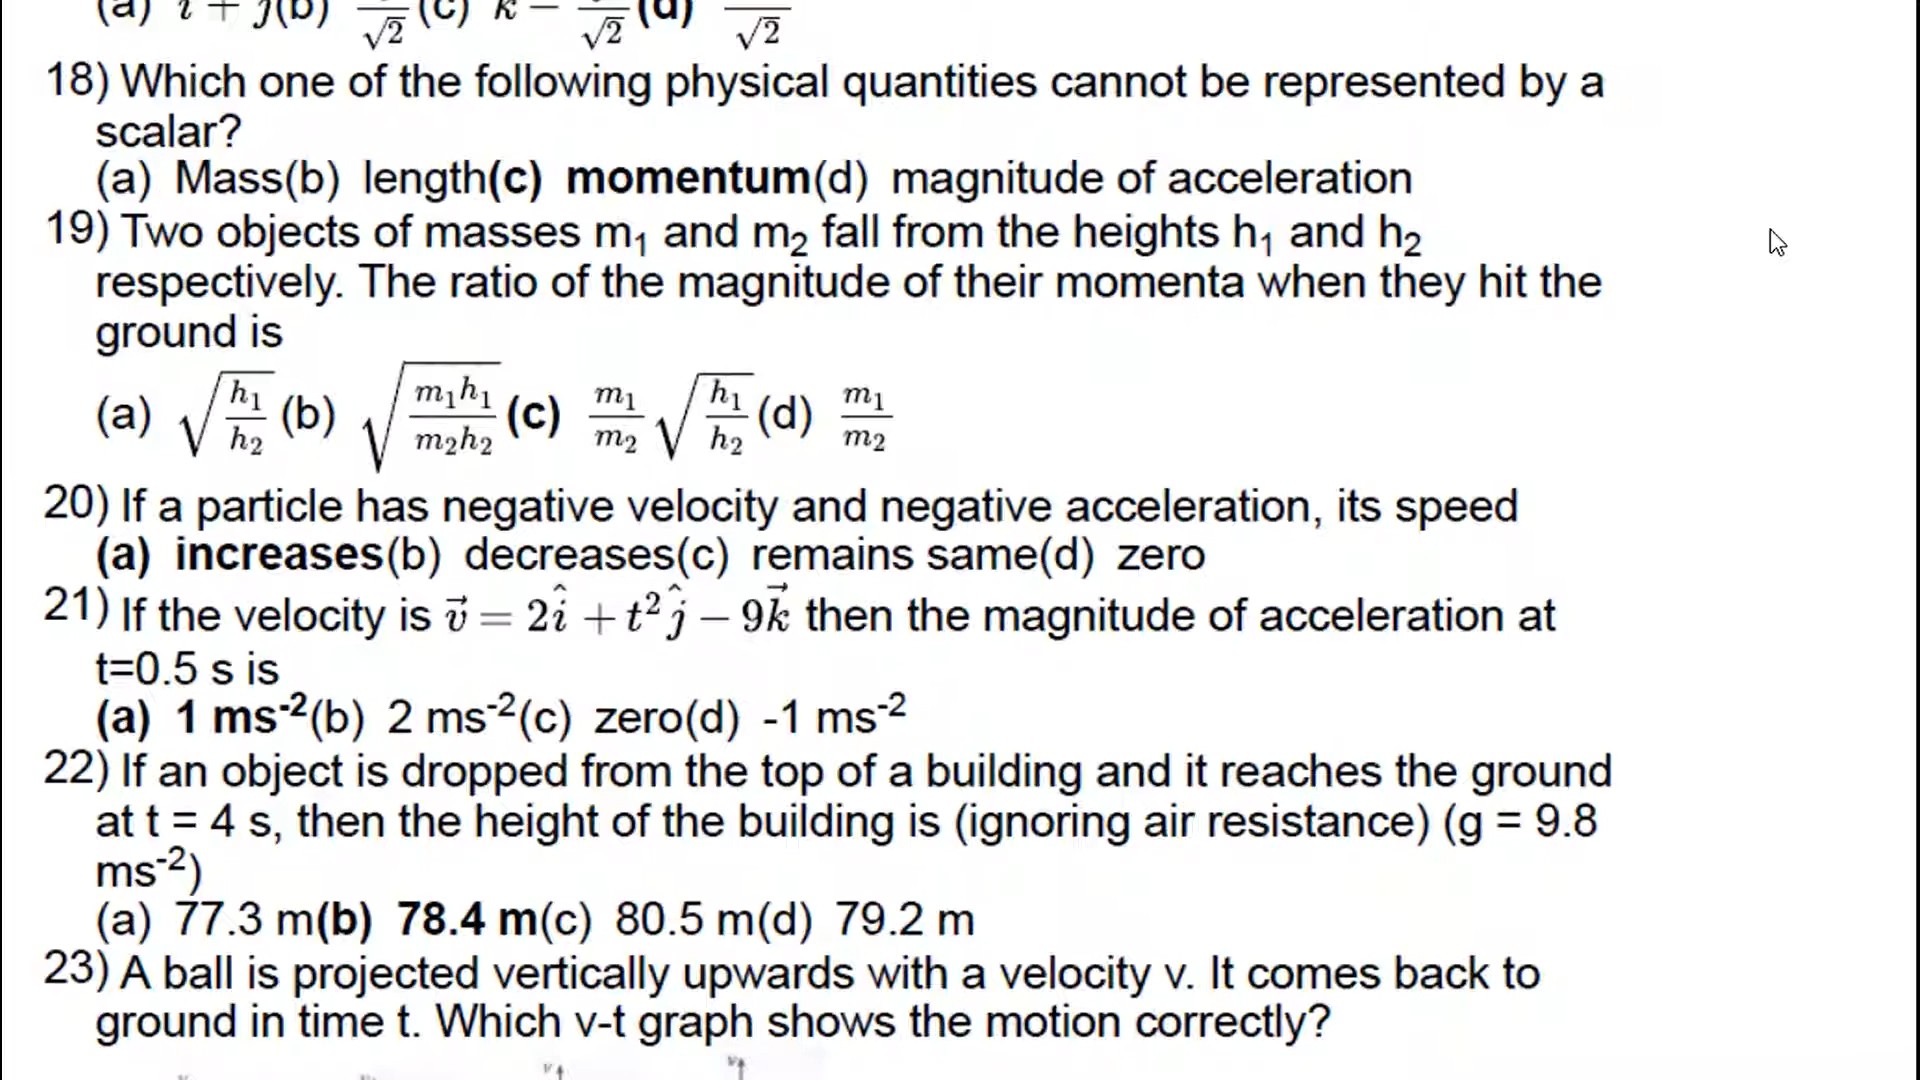 (a) i + j(b) √2 (c) k − √2 (d) √2
18) Which one of the following physical quantities cannot be represented by a
scalar?
(a) Mass(b) length(c) momentum(d) magnitude of acceleration
19) Two objects of masses m₁ and m₂ fall from the heights h₁ and h₂
respectively. The ratio of the magnitude of their momenta when they hit the
ground is
(a) √(h₁/h₂) (b) √(m₁h₁/m₂h₂) (c) m₁/m₂ √(h₁/h₂) (d) m₁/m₂
20) If a particle has negative velocity and negative acceleration, its speed
(a) increases(b) decreases(c) remains same(d) zero
21) If the velocity is v⃗ = 2î + t²ĵ − 9k⃗ then the magnitude of acceleration at
t=0.5 s is
(a) 1 ms⁻²(b) 2 ms⁻²(c) zero(d) -1 ms⁻²
22) If an object is dropped from the top of a building and it reaches the ground
at t = 4 s, then the height of the building is (ignoring air resistance) (g = 9.8
ms⁻²)
(a) 77.3 m(b) 78.4 m(c) 80.5 m(d) 79.2 m
23) A ball is projected vertically upwards with a velocity v. It comes back to
ground in time t. Which v-t graph shows the motion correctly?
v v